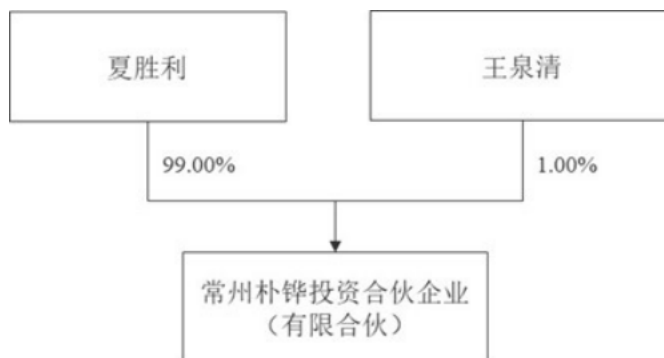 夏胜利
王泉清
99.00%
1.00%
常州朴铧投资合伙企业
（有限合伙）